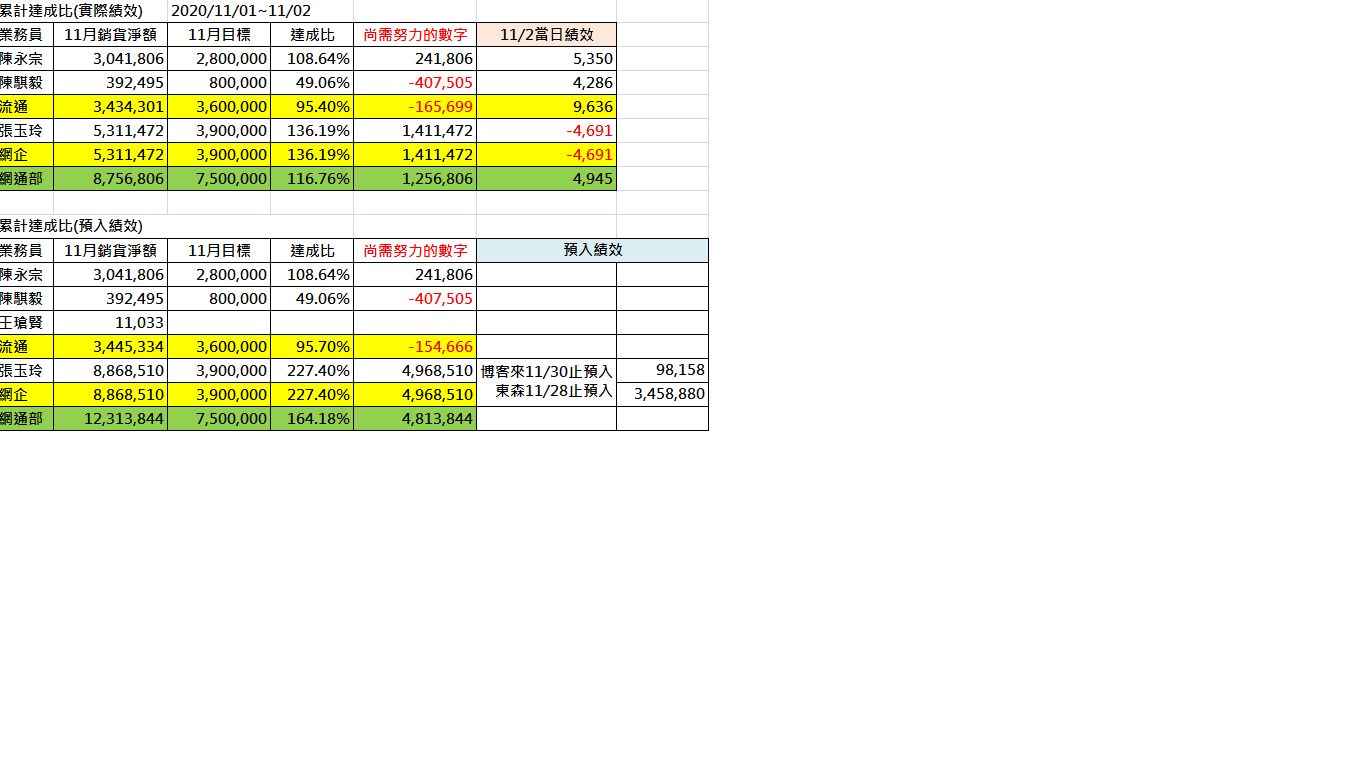 累計達成比(實際績效) 2020/11/01~11/02
業務員 11月銷貨淨額 11月目標 達成比 尚需努力的數字 11/2當日績效
陳永宗 3,041,806 2,800,000 108.64% 241,806 5,350
陳騏毅 392,495 800,000 49.06% -407,505 4,286
流通 3,434,301 3,600,000 95.40% -165,699 9,636
張玉玲 5,311,472 3,900,000 136.19% 1,411,472 -4,691
網企 5,311,472 3,900,000 136.19% 1,411,472 -4,691
網通部 8,756,806 7,500,000 116.76% 1,256,806 4,945
累計達成比(預入績效)
業務員 11月銷貨淨額 11月目標 達成比 尚需努力的數字 預入績效
陳永宗 3,041,806 2,800,000 108.64% 241,806
陳騏毅 392,495 800,000 49.06% -407,505
王瑲賢 11,033
流通 3,445,334 3,600,000 95.70% -154,666
張玉玲 8,868,510 3,900,000 227.40% 4,968,510 博客來11/30止預入 98,158
網企 8,868,510 3,900,000 227.40% 4,968,510 東森11/28止預入 3,458,880
網通部 12,313,844 7,500,000 164.18% 4,813,844